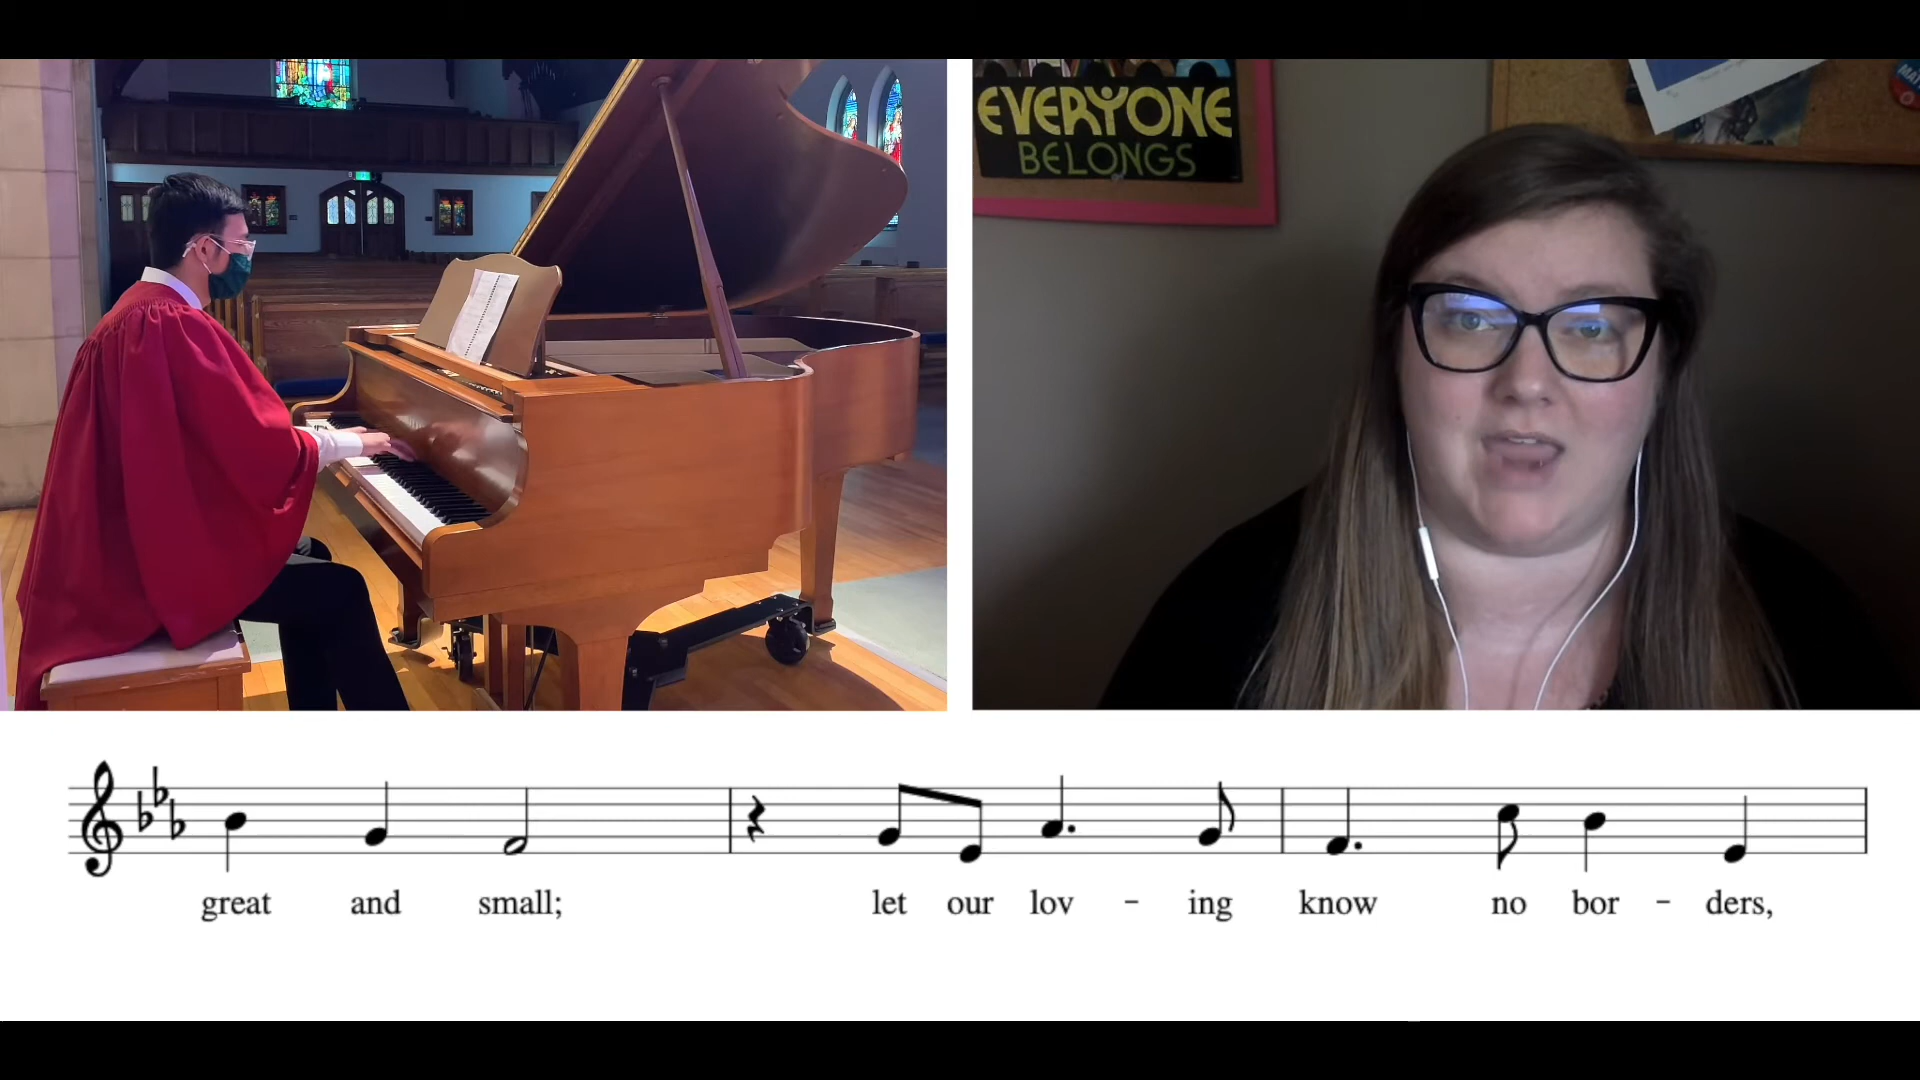 EVERYONE
BELONGS
great and small; let our lov - ing know no bor - ders,